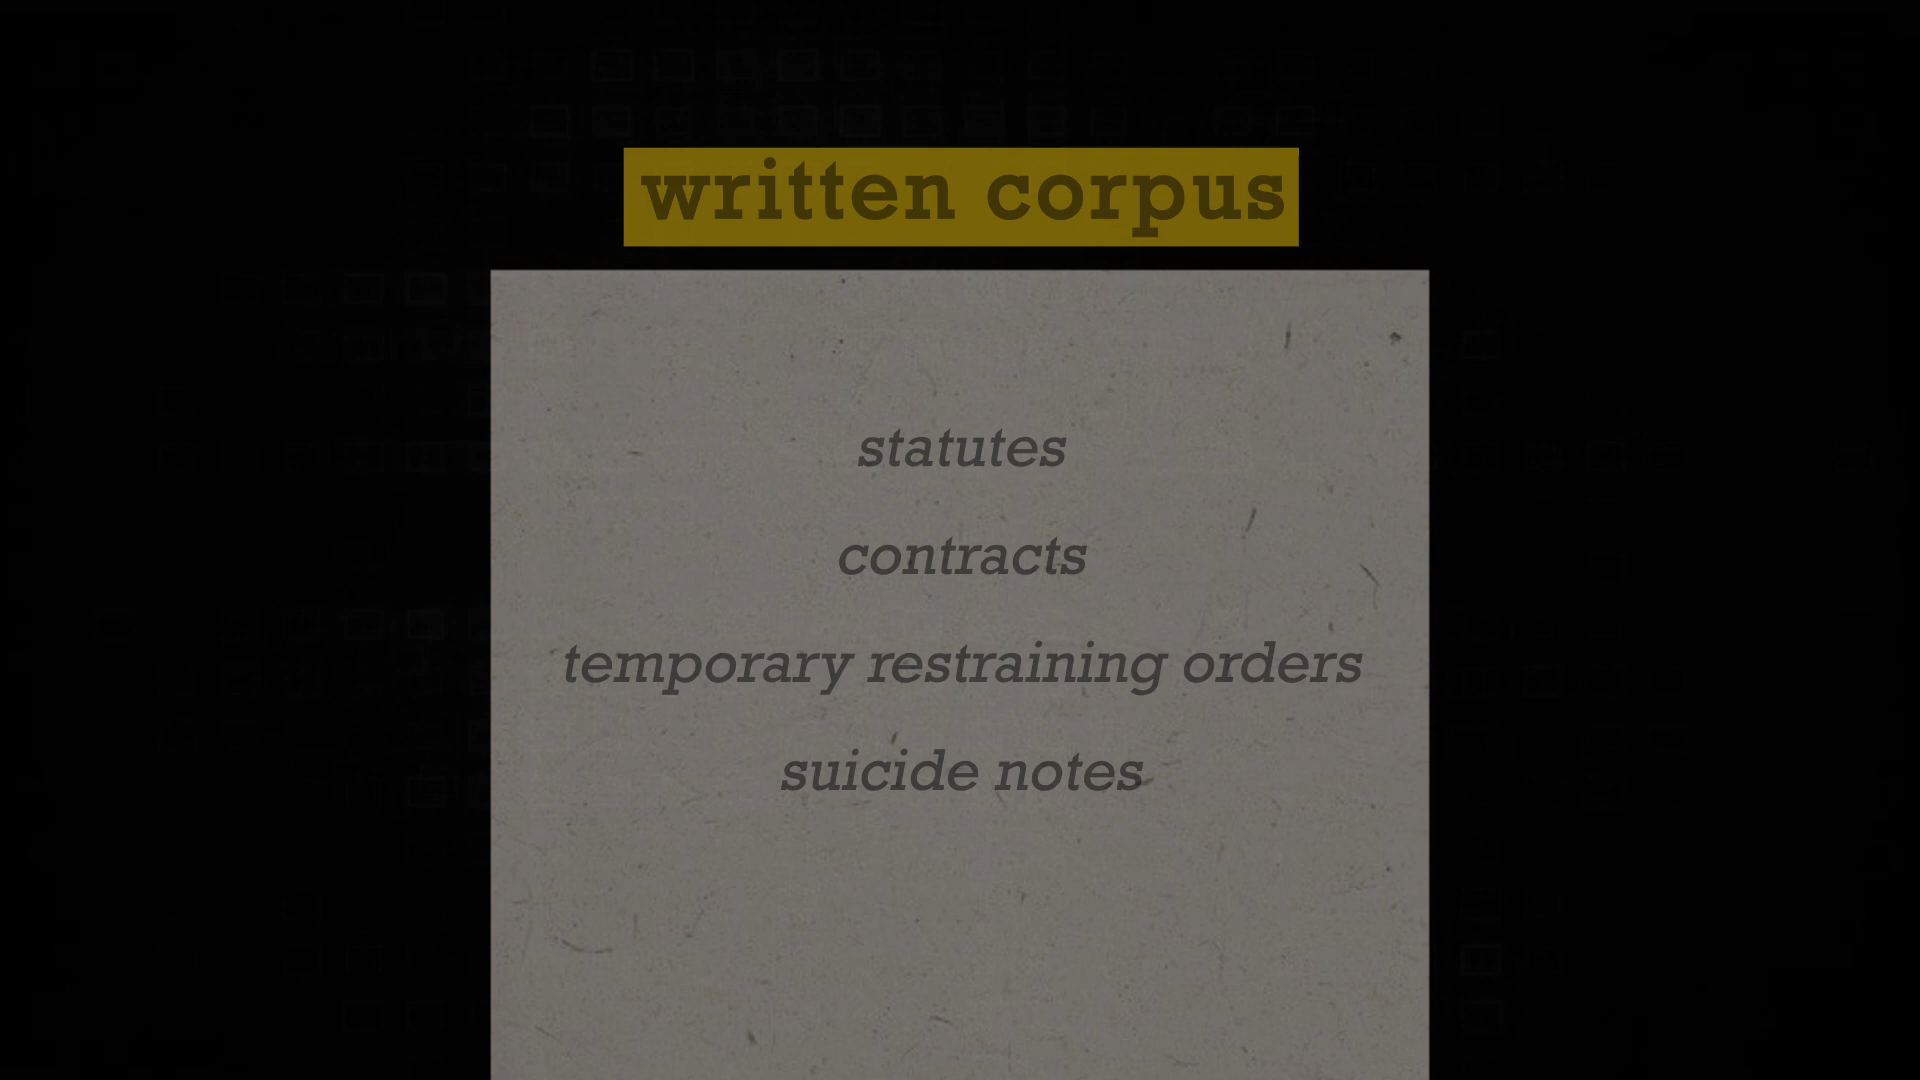 written corpus
statutes
contracts
temporary restraining orders
suicide notes